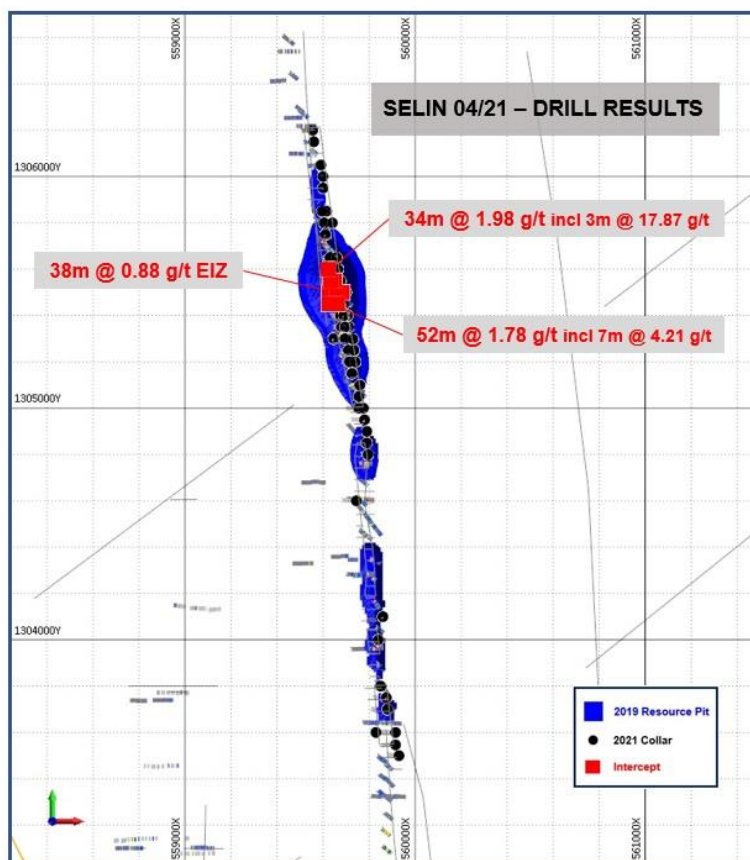 559000X
560000X
561000X
SELIN 04/21 – DRILL RESULTS
1306000Y
34m @ 1.98 g/t incl 3m @ 17.87 g/t
38m @ 0.88 g/t EIZ
52m @ 1.78 g/t incl 7m @ 4.21 g/t
1305000Y
1304000Y
2019 Resource Pit
2021 Collar
Intercept
559000X
560000X
561000X